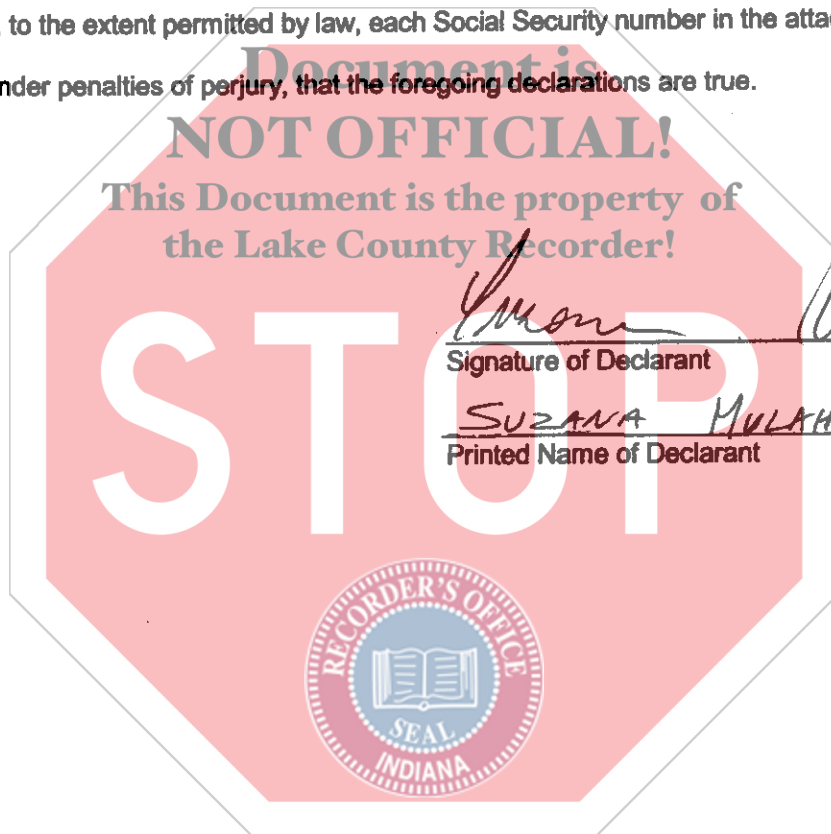 , to the extent permitted by law, each Social Security number in the atta
nder penalties of perjury, that the foregoing declarations are true.
Document is
NOT OFFICIAL!
This Document is the property of
the Lake County Recorder!
Signature of Declarant
SUZANA MULAH
Printed Name of Declarant
STOP
RECORDER'S OFFICE
SEAL
INDIANA